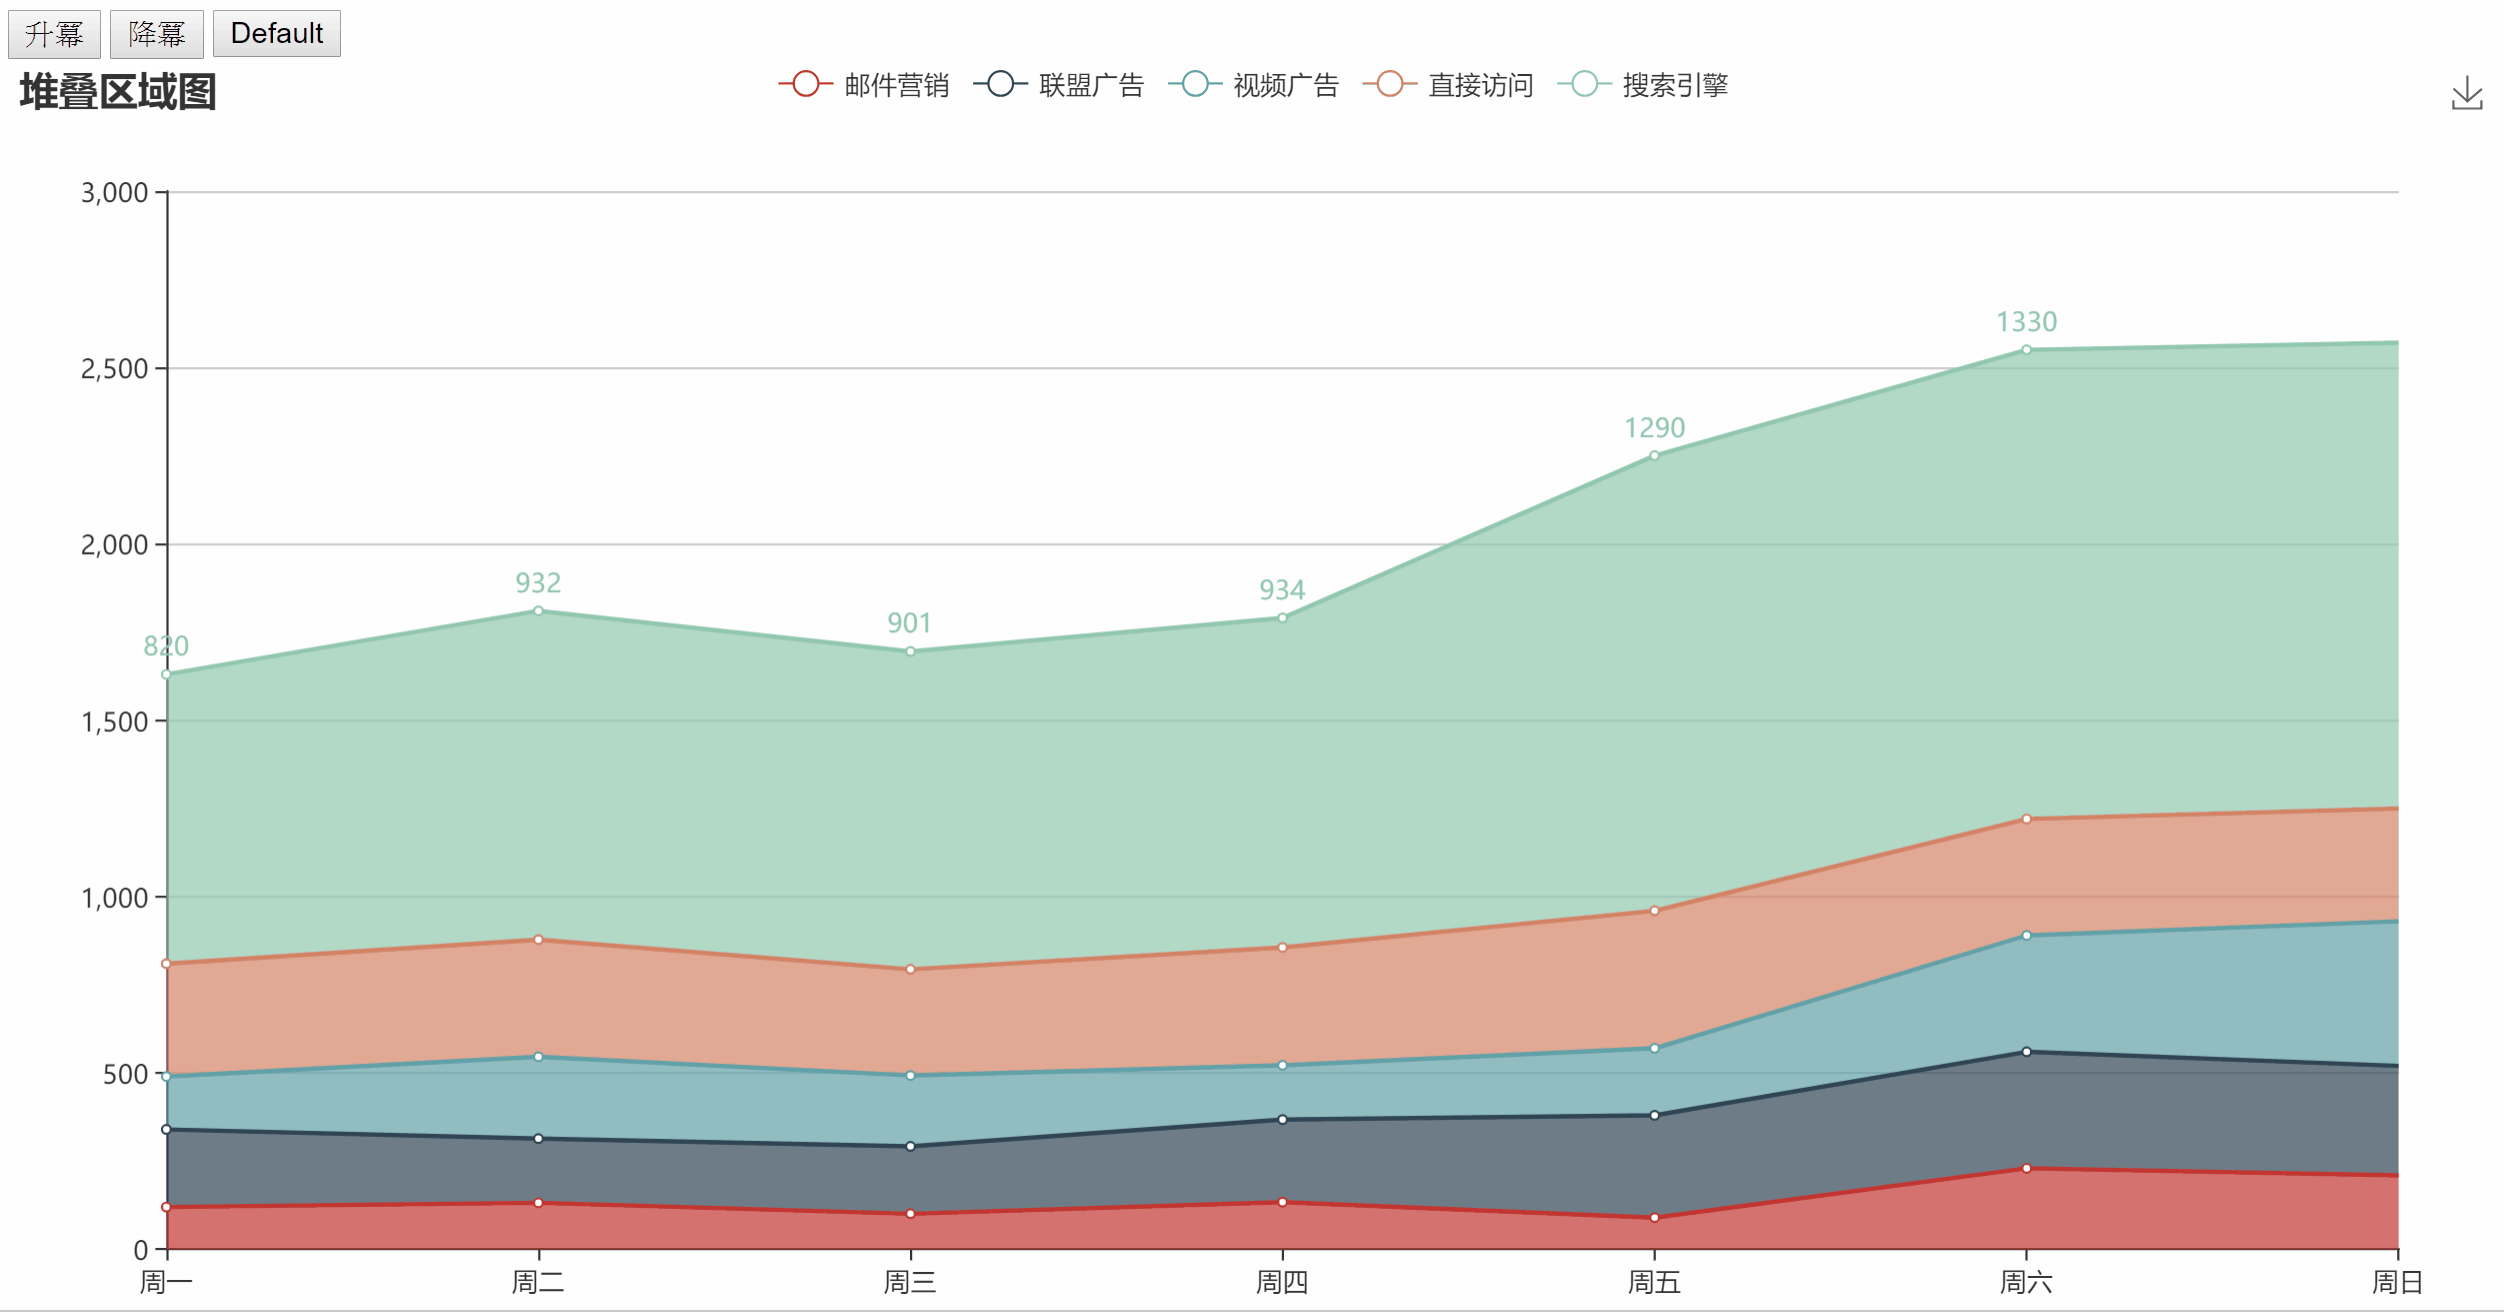 升幂 降幂 Default
堆叠区域图
邮件营销 联盟广告 视频广告 直接访问 搜索引擎
3,000
2,500
2,000
1,500
1,000
500
0
820 932 901 934 1290 1330
周一 周二 周三 周四 周五 周六 周日